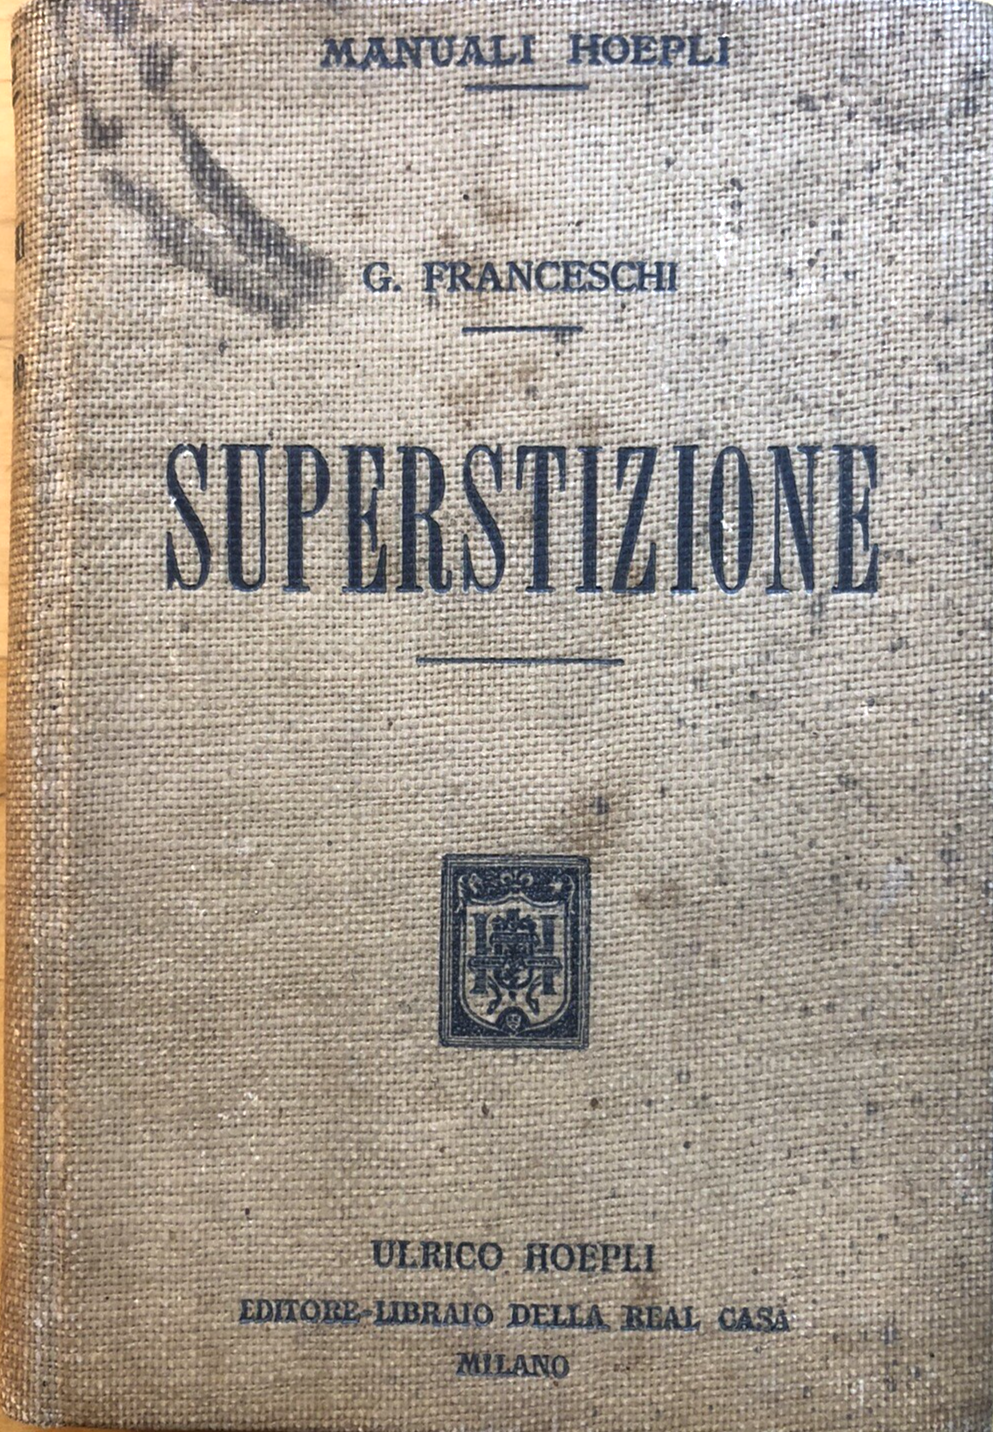 MANUALI HOEPLI
G. FRANCESCHI
SUPERSTIZIONE
H
ULRICO HOEPLI
EDITORE-LIBRAIO DELLA REAL CASA
MILANO